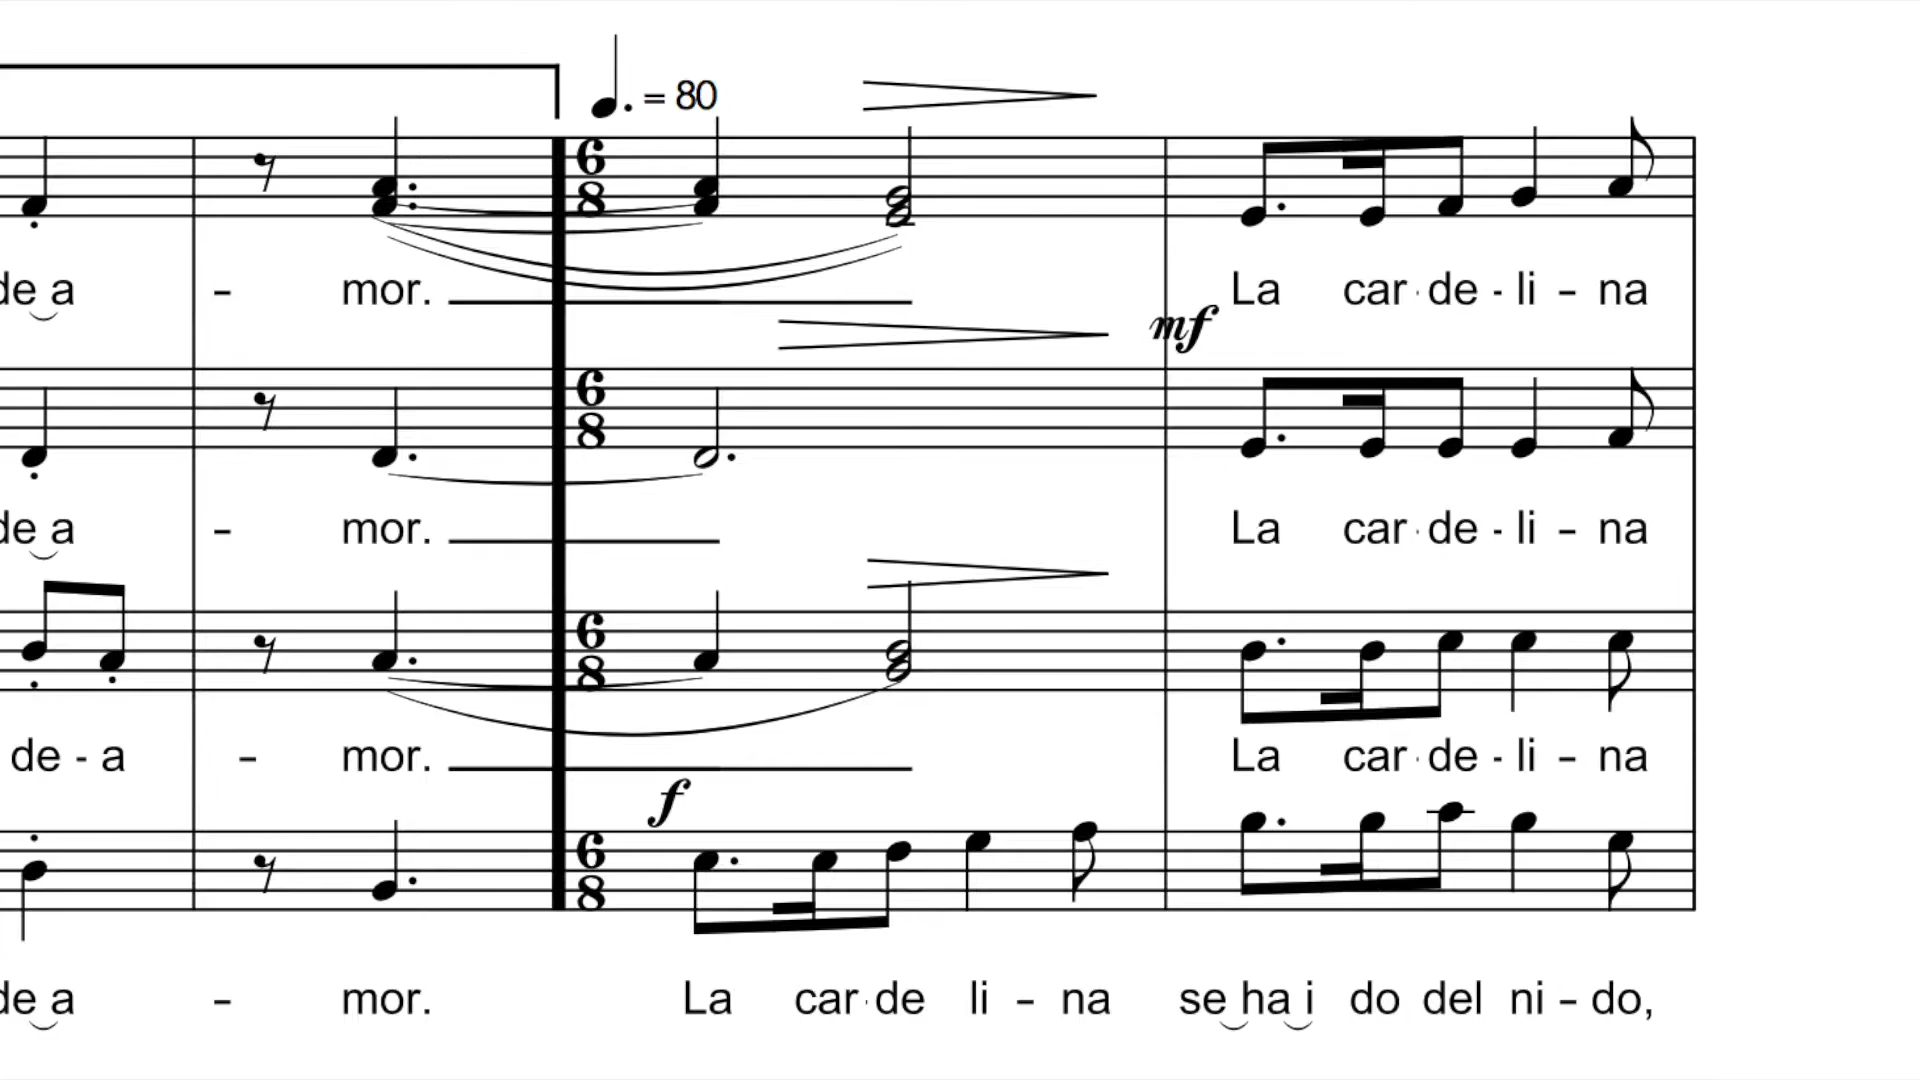 ♩. = 80
de a - mor. La car - de - li - na
mf
de a - mor. La car - de - li - na
de - a - mor. La car - de - li - na
f
de a - mor. La car - de li - na se ha i do del ni - do,